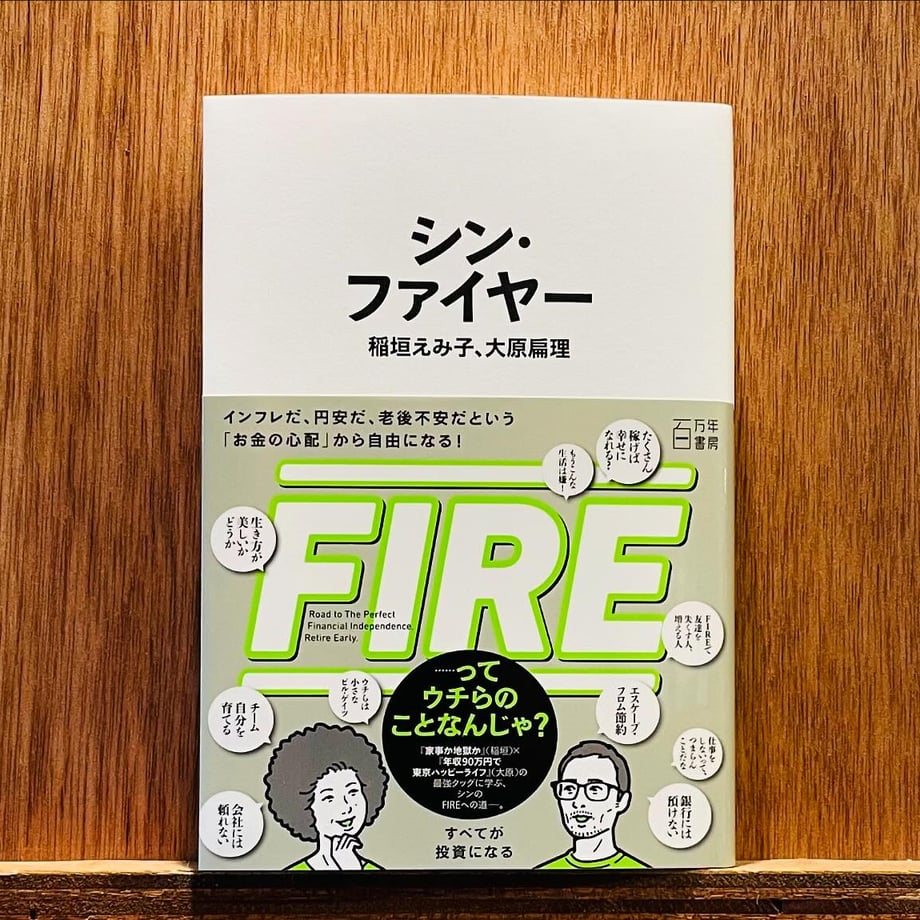 シン・
ファイヤー
稲垣えみ子、大原扁理
インフレだ、円安だ、老後不安だという
「お金の心配」から自由になる！
百万年
書房
たくさん
稼げば
幸せに
なれる？
もうこんな
生活は嫌！
生き方が
美しいか
どうか
FIRE
Road to The Perfect
Financial Independence,
Retire Early.
FIREで
友達を
失くす人、
増える人
……って
ウチらの
ことなんじゃ？
『家事か地獄か』（稲垣）×
『年収90万円で
東京ハッピーライフ』（大原）の
最強タッグに学ぶ、
シンの
FIREへの道──。
ウチらは
小さな
ビル・ゲイツ
エスケープ・
フロム節約
チーム
自分を
育てる
仕事を
しないって、
つまらん
ことだな
会社には
頼れない
銀行には
預けない
すべてが
投資になる